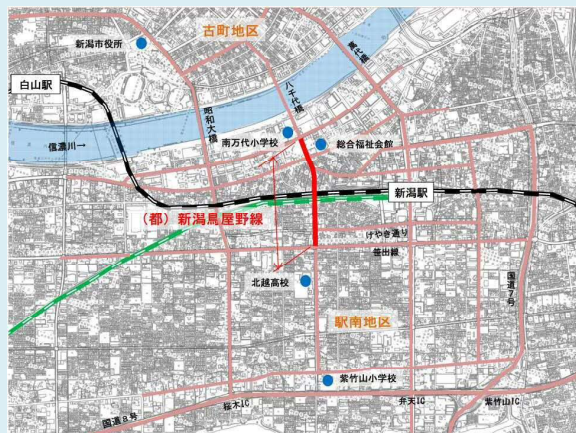 古町地区
新潟市役所
萬代橋
八千代橋
白山駅
昭和大橋
南万代小学校
総合福祉会館
信濃川→
新潟駅
(都)新潟鳥屋野線
けやき通り
笹出線
国道7号
北越高校
駅南地区
紫竹山小学校
桜木IC
弁天IC
紫竹山IC
国道8号